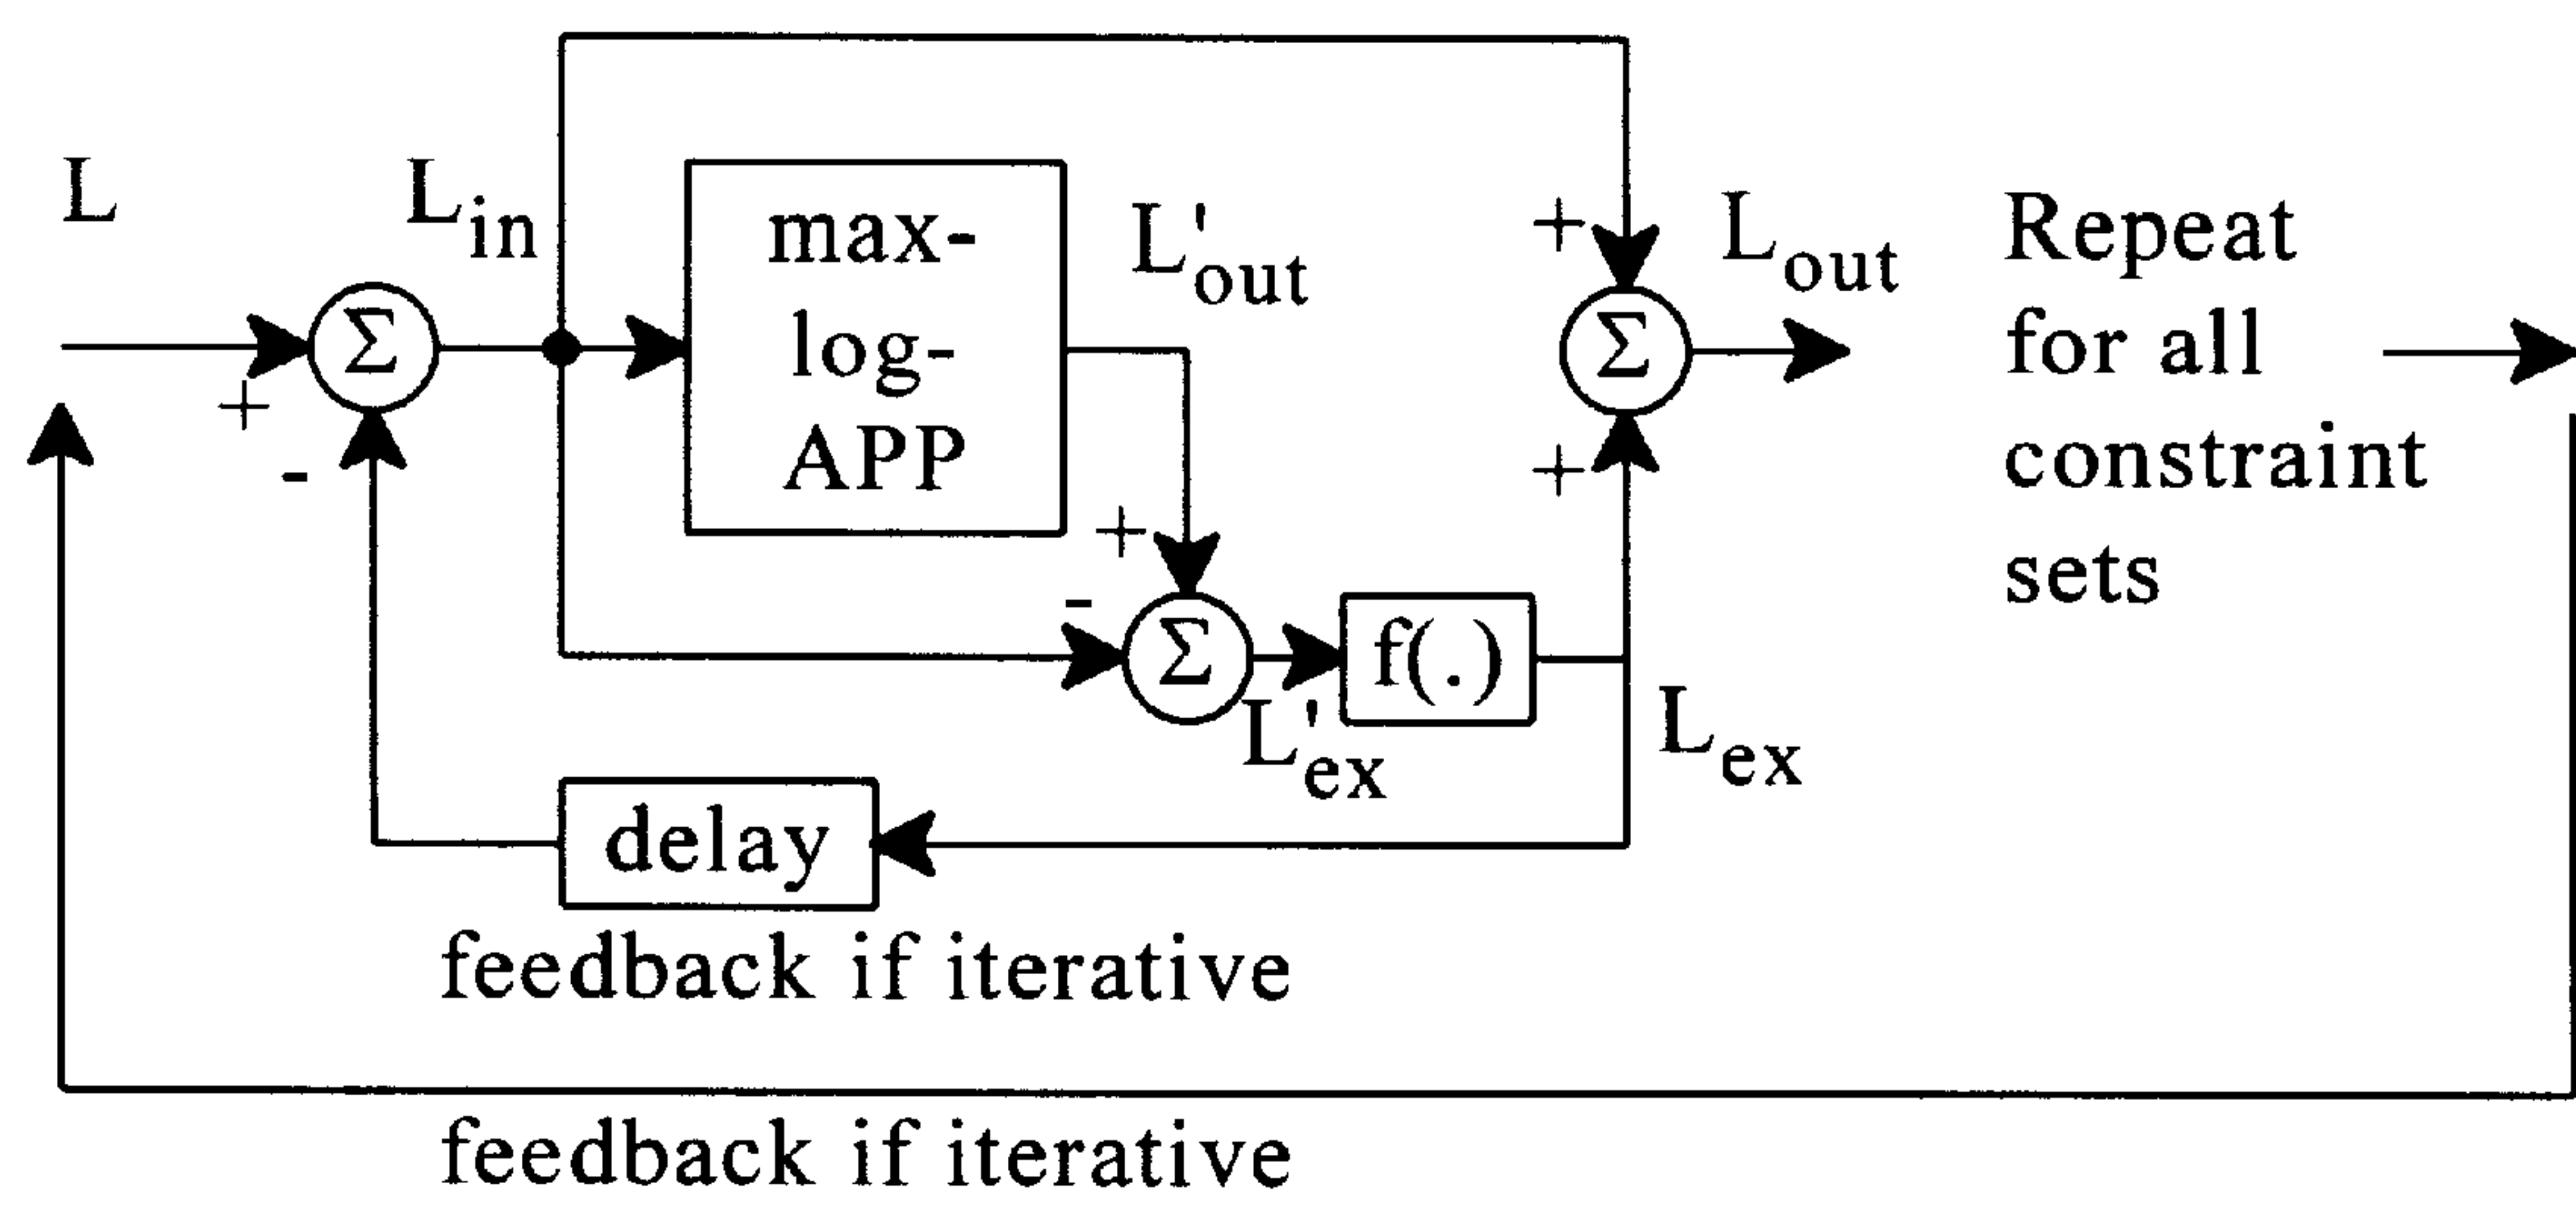 L
L_in
max-
log-
APP
L'_out
+
L_out
Repeat
for all
constraint
sets
Σ
Σ
+
-
+
+
-
Σ
f(.)
L'_ex
L_ex
delay
feedback if iterative
feedback if iterative